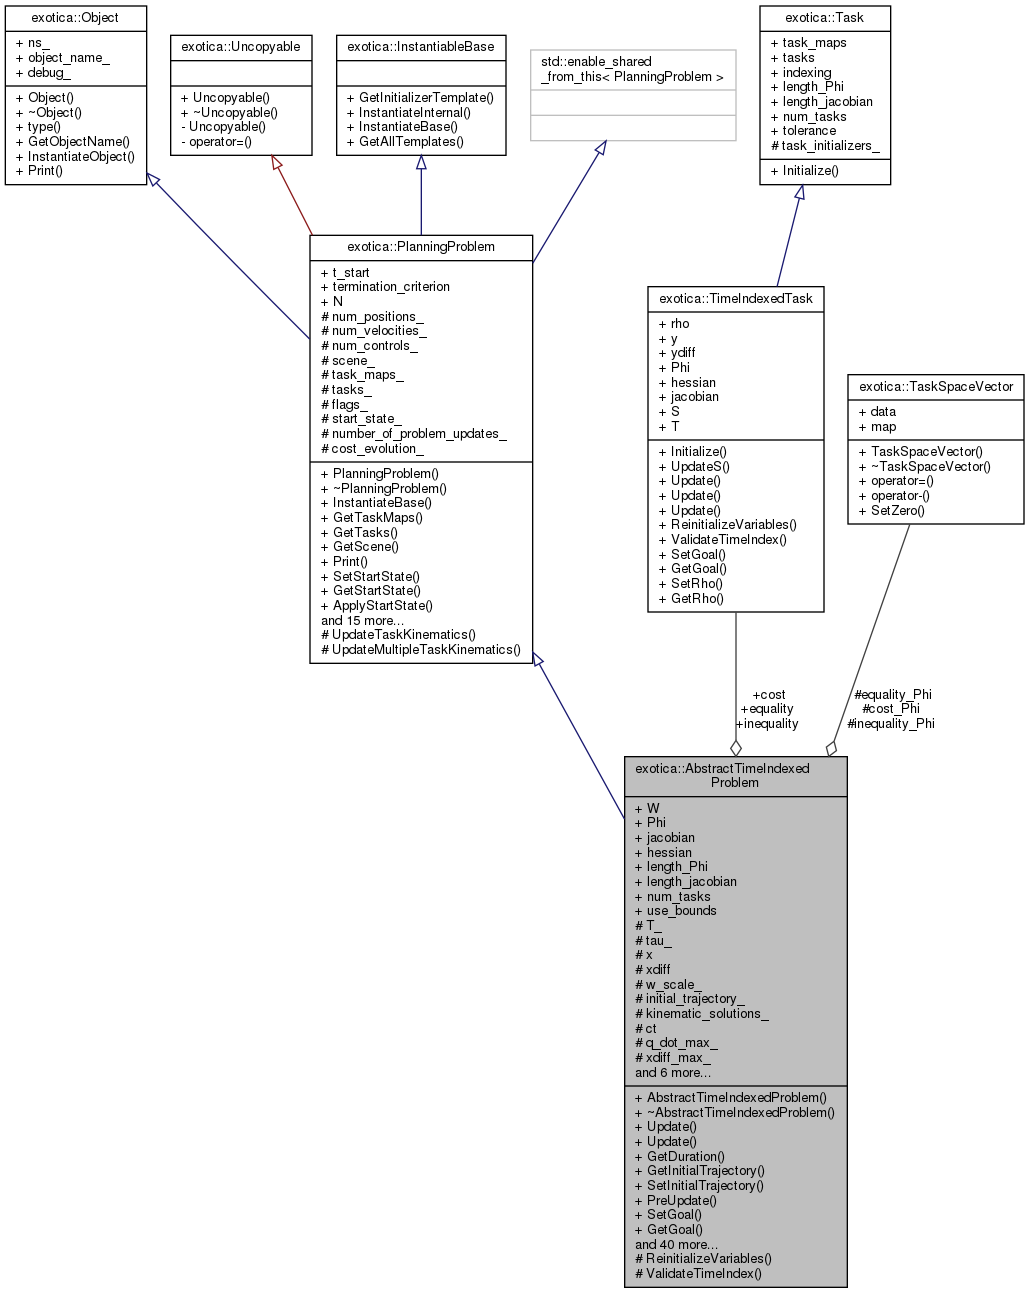 exotica::Object
+ ns_
+ object_name_
+ debug_
+ Object()
+ ~Object()
+ type()
+ GetObjectName()
+ InstantiateObject()
+ Print()
exotica::Uncopyable
+ Uncopyable()
+ ~Uncopyable()
- Uncopyable()
- operator=()
exotica::InstantiableBase
+ GetInitializerTemplate()
+ InstantiateInternal()
+ InstantiateBase()
+ GetAllTemplates()
std::enable_shared
_from_this< PlanningProblem >
exotica::Task
+ task_maps
+ tasks
+ indexing
+ length_Phi
+ length_jacobian
+ num_tasks
+ tolerance
# task_initializers_
+ Initialize()
exotica::PlanningProblem
+ t_start
+ termination_criterion
+ N
# num_positions_
# num_velocities_
# num_controls_
# scene_
# task_maps_
# tasks_
# flags_
# start_state_
# number_of_problem_updates_
# cost_evolution_
+ PlanningProblem()
+ ~PlanningProblem()
+ InstantiateBase()
+ GetTaskMaps()
+ GetTasks()
+ GetScene()
+ Print()
+ SetStartState()
+ GetStartState()
+ ApplyStartState()
and 15 more...
# UpdateTaskKinematics()
# UpdateMultipleTaskKinematics()
exotica::TimeIndexedTask
+ rho
+ y
+ ydiff
+ Phi
+ hessian
+ jacobian
+ S
+ T
+ Initialize()
+ UpdateS()
+ Update()
+ Update()
+ Update()
+ ReinitializeVariables()
+ ValidateTimeIndex()
+ SetGoal()
+ GetGoal()
+ SetRho()
+ GetRho()
exotica::TaskSpaceVector
+ data
+ map
+ TaskSpaceVector()
+ ~TaskSpaceVector()
+ operator=()
+ operator-()
+ SetZero()
+cost
+equality
+inequality
#equality_Phi
#cost_Phi
#inequality_Phi
exotica::AbstractTimeIndexed
Problem
+ W
+ Phi
+ jacobian
+ hessian
+ length_Phi
+ length_jacobian
+ num_tasks
+ use_bounds
# T_
# tau_
# x
# xdiff
# w_scale_
# initial_trajectory_
# kinematic_solutions_
# ct
# q_dot_max_
# xdiff_max_
and 6 more...
+ AbstractTimeIndexedProblem()
+ ~AbstractTimeIndexedProblem()
+ Update()
+ Update()
+ GetDuration()
+ GetInitialTrajectory()
+ SetInitialTrajectory()
+ PreUpdate()
+ SetGoal()
+ GetGoal()
and 40 more...
# ReinitializeVariables()
# ValidateTimeIndex()